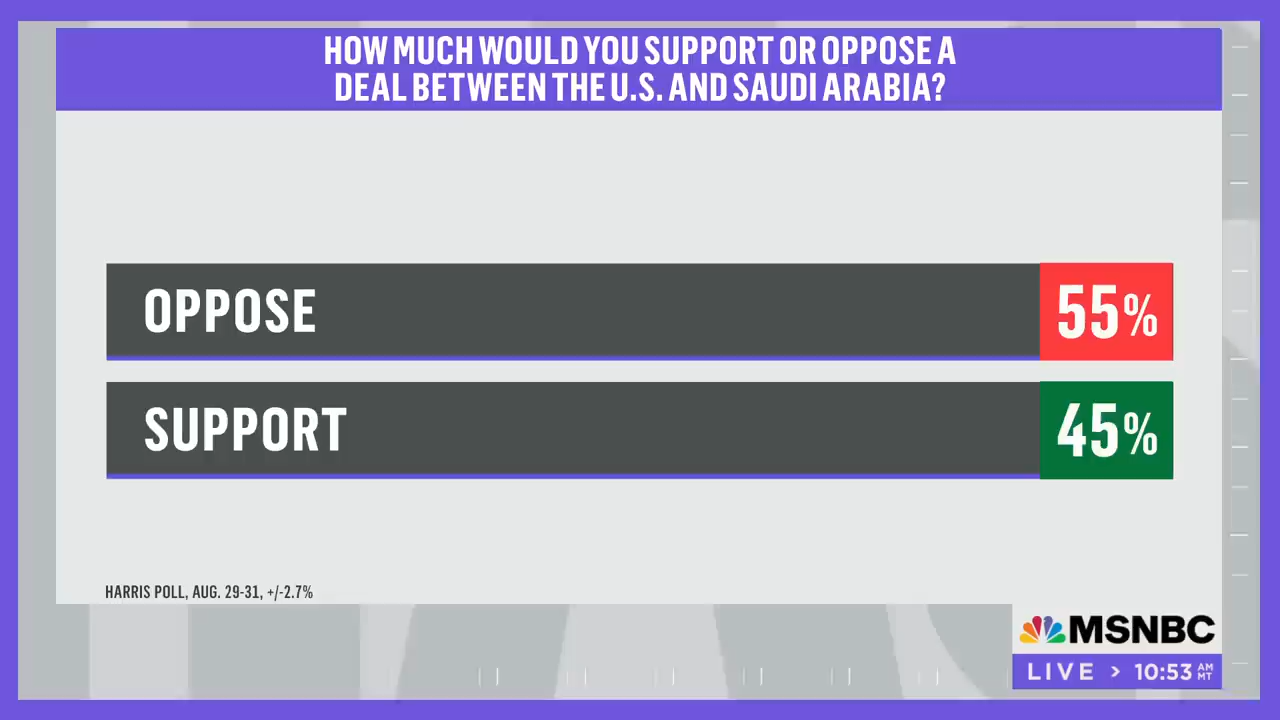 HOW MUCH WOULD YOU SUPPORT OR OPPOSE A
DEAL BETWEEN THE U.S. AND SAUDI ARABIA?
OPPOSE 55%
SUPPORT 45%
HARRIS POLL, AUG. 29-31, +/-2.7%
MSNBC
LIVE > 10:53 AM MT